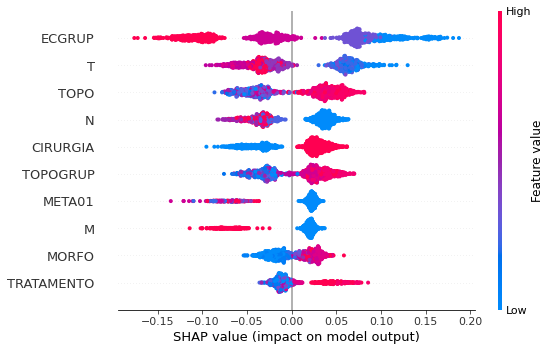 High
ECGRUP
T
TOPO
N
CIRURGIA
TOPOGRUP
META01
M
MORFO
TRATAMENTO
Feature value
Low
−0.15 −0.10 −0.05 0.00 0.05 0.10 0.15 0.20
SHAP value (impact on model output)